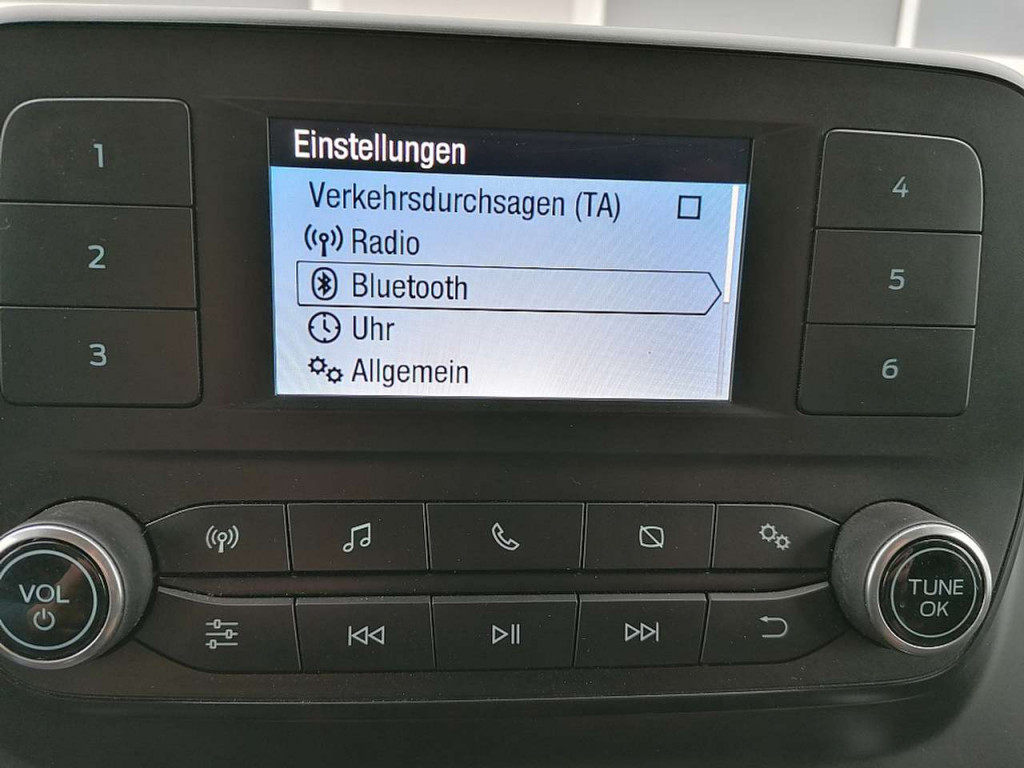 Einstellungen
Verkehrsdurchsagen (TA)
Radio
Bluetooth
Uhr
Allgemein
1
2
3
4
5
6
VOL
TUNE
OK